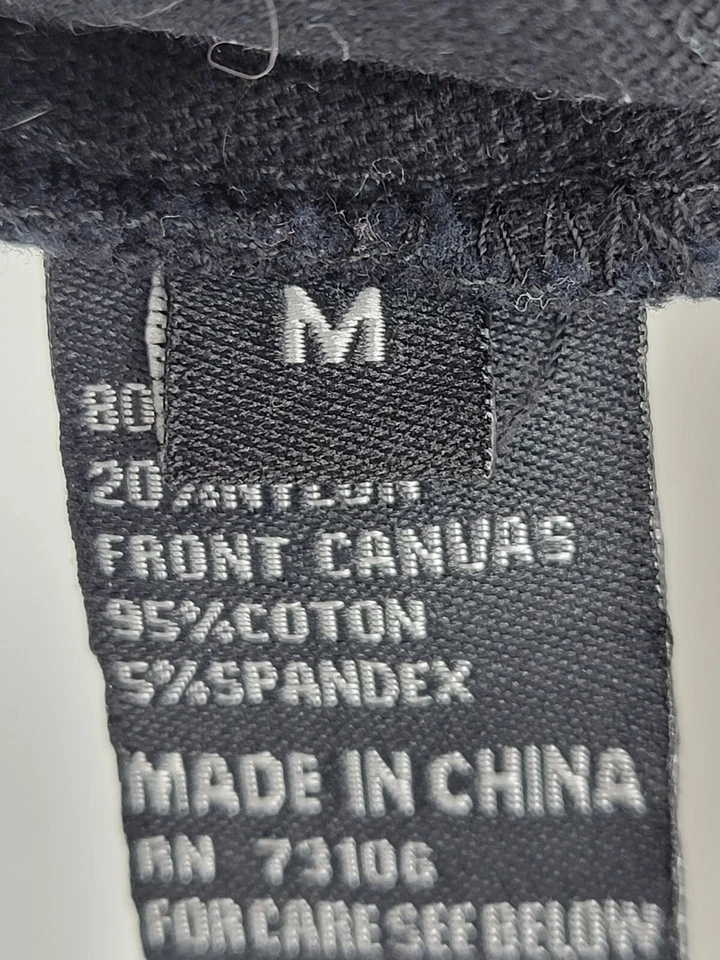 M
80
20
FRONT CANVAS
95%COTON
5%SPANDEX
MADE IN CHINA
RN 73106
FOR CARE SEE BELOW